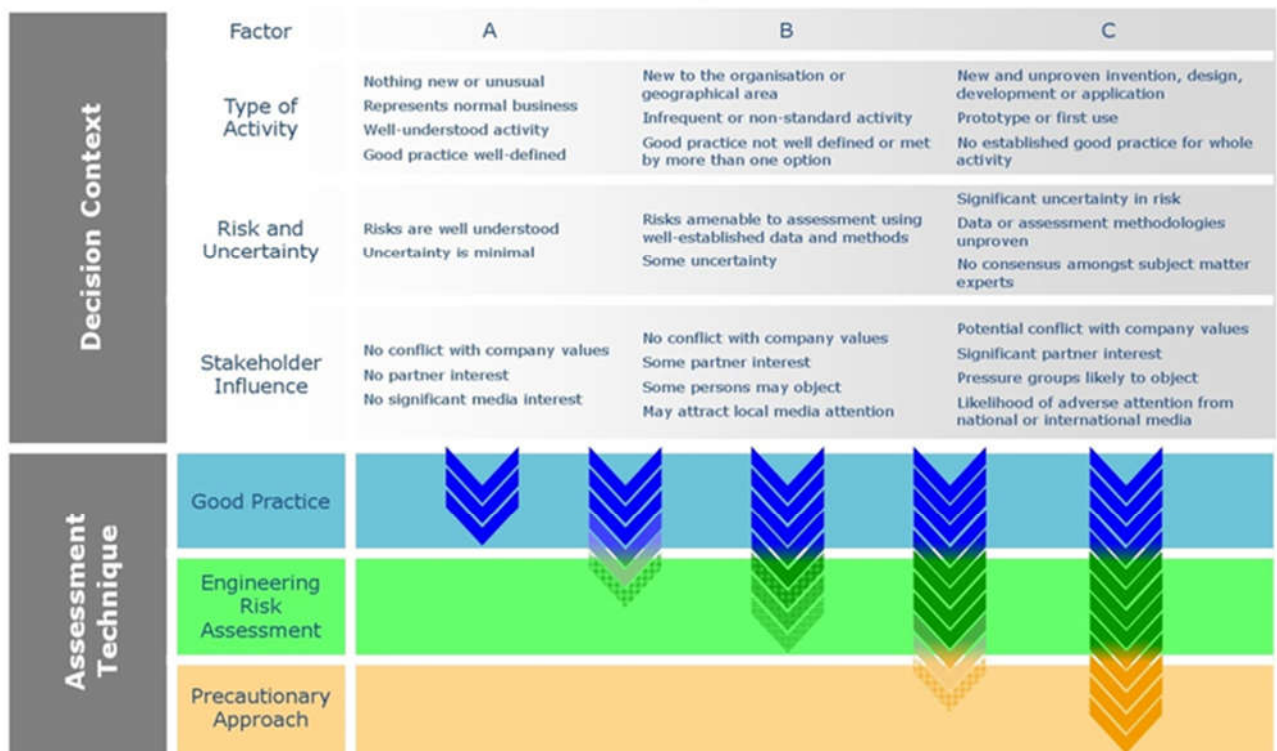 Decision Context
Factor
A
B
C
Type of
Activity
Nothing new or unusual
Represents normal business
Well-understood activity
Good practice well-defined
New to the organisation or
geographical area
Infrequent or non-standard activity
Good practice not well defined or met
by more than one option
New and unproven invention, design,
development or application
Prototype or first use
No established good practice for whole
activity
Risk and
Uncertainty
Risks are well understood
Uncertainty is minimal
Risks amenable to assessment using
well-established data and methods
Some uncertainty
Significant uncertainty in risk
Data or assessment methodologies
unproven
No consensus amongst subject matter
experts
Stakeholder
Influence
No conflict with company values
No partner interest
No significant media interest
No conflict with company values
Some partner interest
Some persons may object
May attract local media attention
Potential conflict with company values
Significant partner interest
Pressure groups likely to object
Likelihood of adverse attention from
national or international media
Assessment
Technique
Good Practice
Engineering
Risk
Assessment
Precautionary
Approach